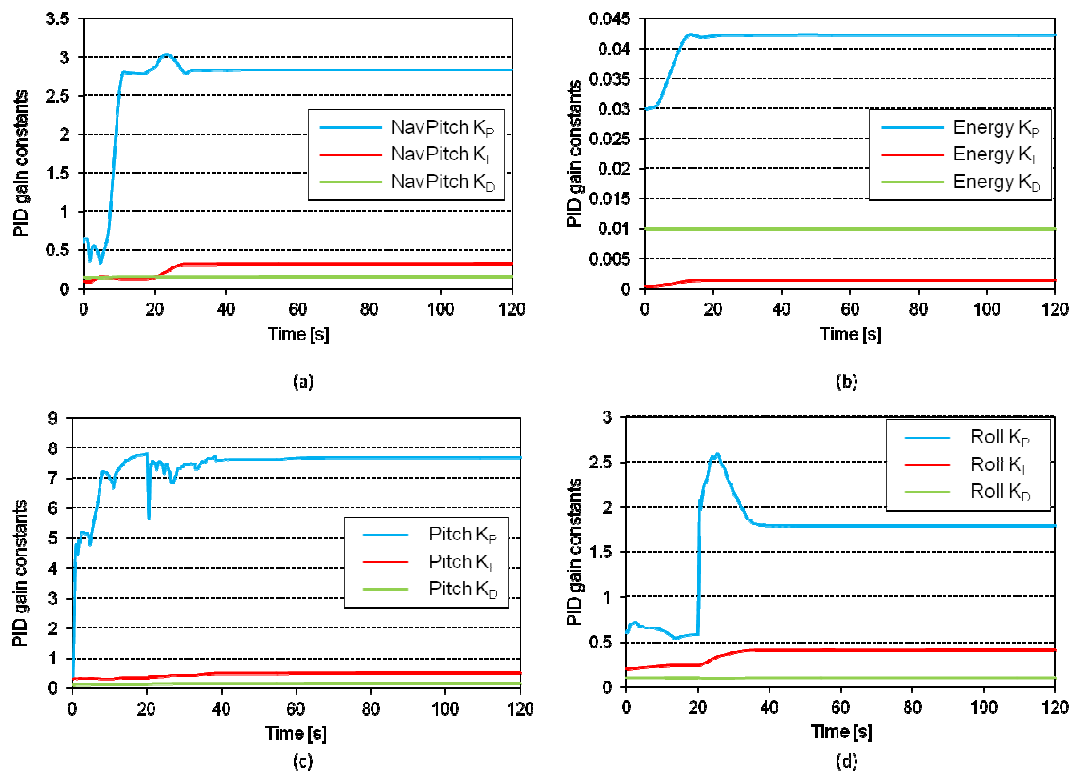 3.5
3
2.5
2
1.5
1
0.5
0
PID gain constants
NavPitch KP
NavPitch KI
NavPitch KD
0 20 40 60 80 100 120
Time [s]
(a)
0.045
0.04
0.035
0.03
0.025
0.02
0.015
0.01
0.005
0
PID gain constants
Energy KP
Energy KI
Energy KD
0 20 40 60 80 100 120
Time [s]
(b)
9
8
7
6
5
4
3
2
1
0
PID gain constants
Pitch KP
Pitch KI
Pitch KD
0 20 40 60 80 100 120
Time [s]
(c)
3
2.5
2
1.5
1
0.5
0
PID gain constants
Roll KP
Roll KI
Roll KD
0 20 40 60 80 100 120
Time [s]
(d)